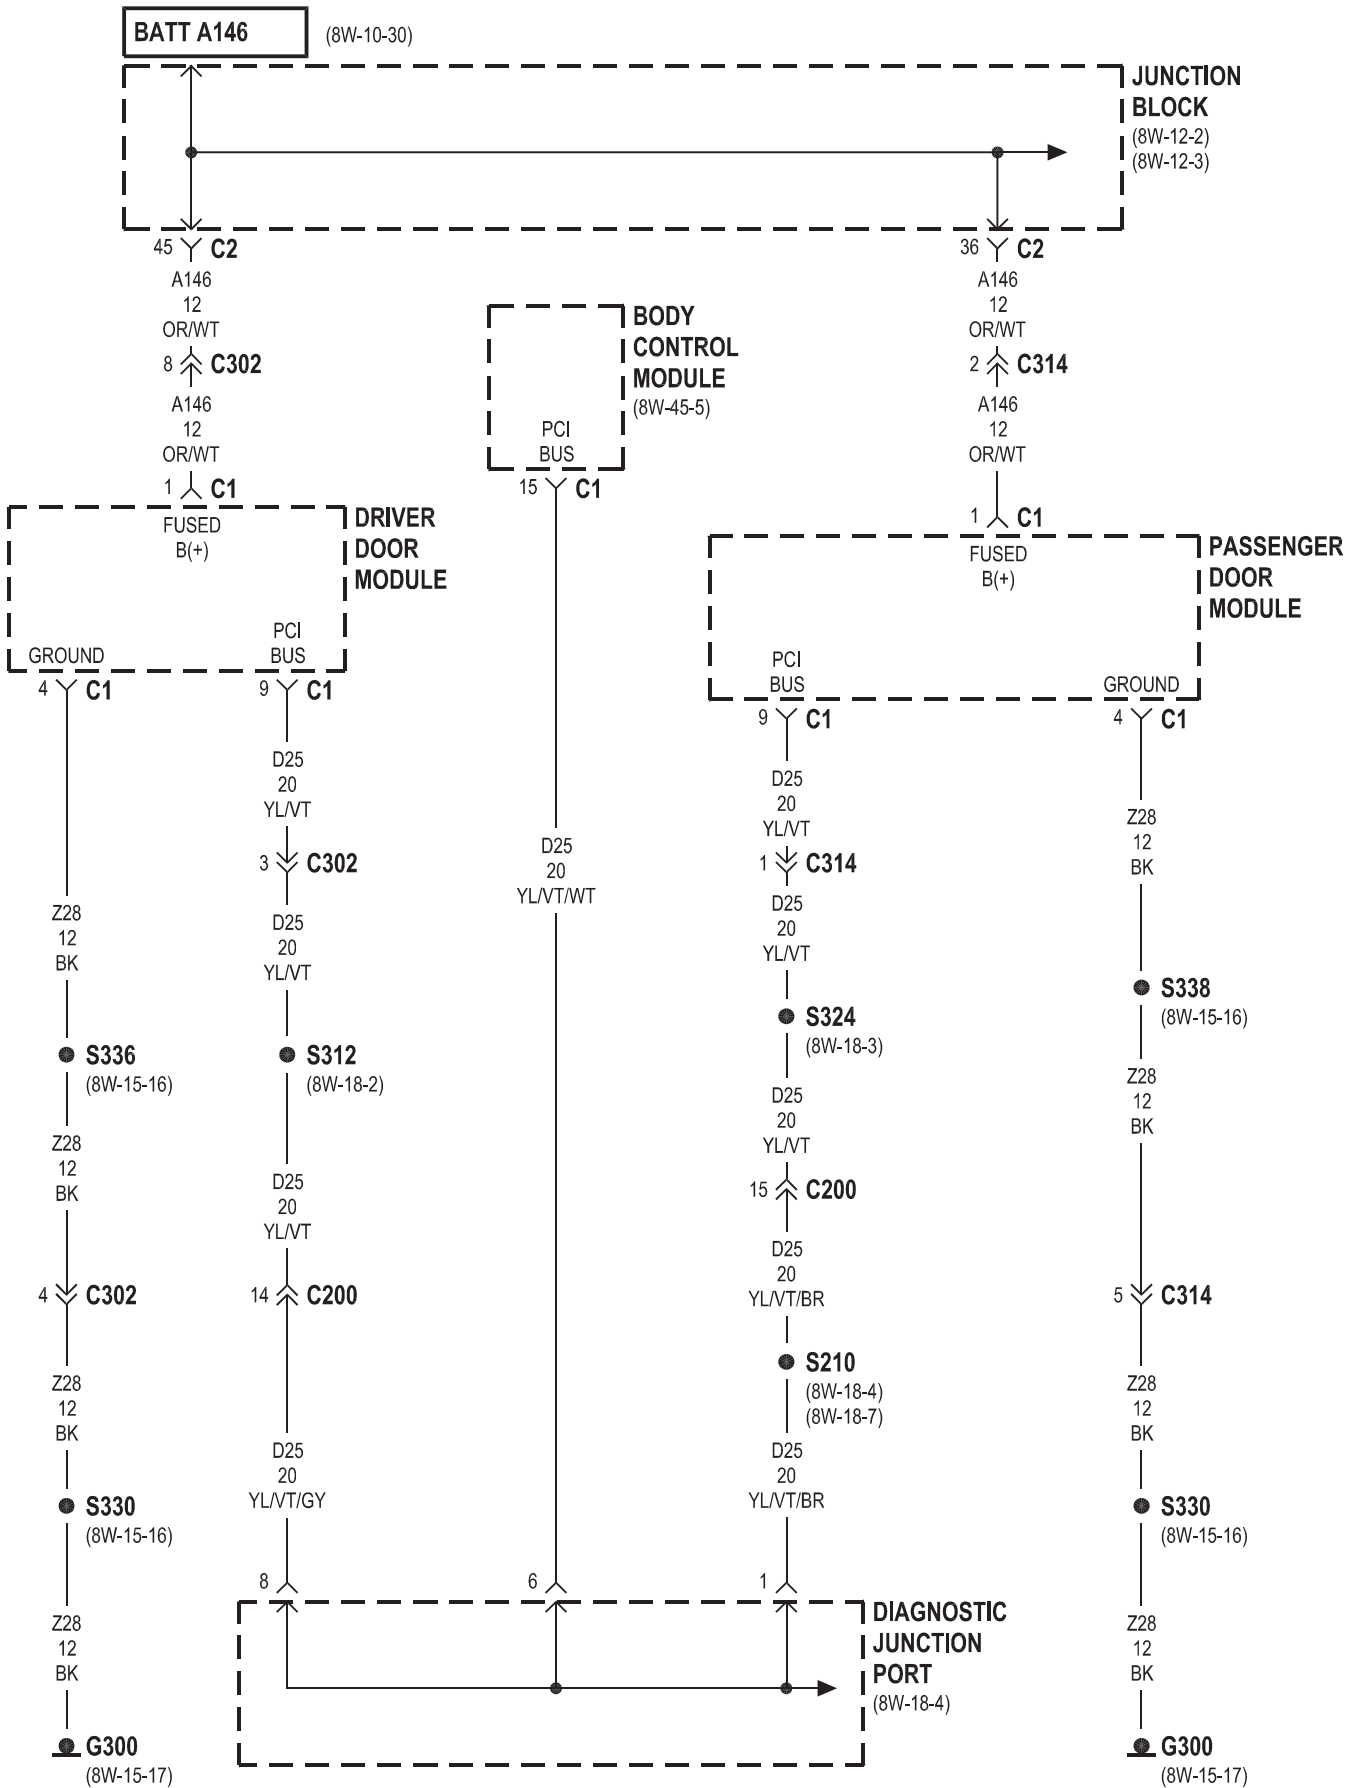 BATT A146
(8W-10-30)
JUNCTION
BLOCK
(8W-12-2)
(8W-12-3)
45 C2
A146
12
OR/WT
8 C302
A146
12
OR/WT
1 C1
36 C2
A146
12
OR/WT
2 C314
A146
12
OR/WT
1 C1
BODY
CONTROL
MODULE
(8W-45-5)
PCI
BUS
15 C1
FUSED
B(+)
DRIVER
DOOR
MODULE
GROUND
PCI
BUS
4 C1
9 C1
FUSED
B(+)
PASSENGER
DOOR
MODULE
PCI
BUS
GROUND
9 C1
4 C1
Z28
12
BK
S336
(8W-15-16)
Z28
12
BK
4 C302
Z28
12
BK
S330
(8W-15-16)
Z28
12
BK
G300
(8W-15-17)
D25
20
YL/VT
3 C302
D25
20
YL/VT
S312
(8W-18-2)
D25
20
YL/VT
14 C200
D25
20
YL/VT/GY
8
D25
20
YL/VT/WT
6
D25
20
YL/VT
1 C314
D25
20
YL/VT
S324
(8W-18-3)
D25
20
YL/VT
15 C200
D25
20
YL/VT/BR
S210
(8W-18-4)
(8W-18-7)
D25
20
YL/VT/BR
1
Z28
12
BK
S338
(8W-15-16)
Z28
12
BK
5 C314
Z28
12
BK
S330
(8W-15-16)
Z28
12
BK
G300
(8W-15-17)
DIAGNOSTIC
JUNCTION
PORT
(8W-18-4)